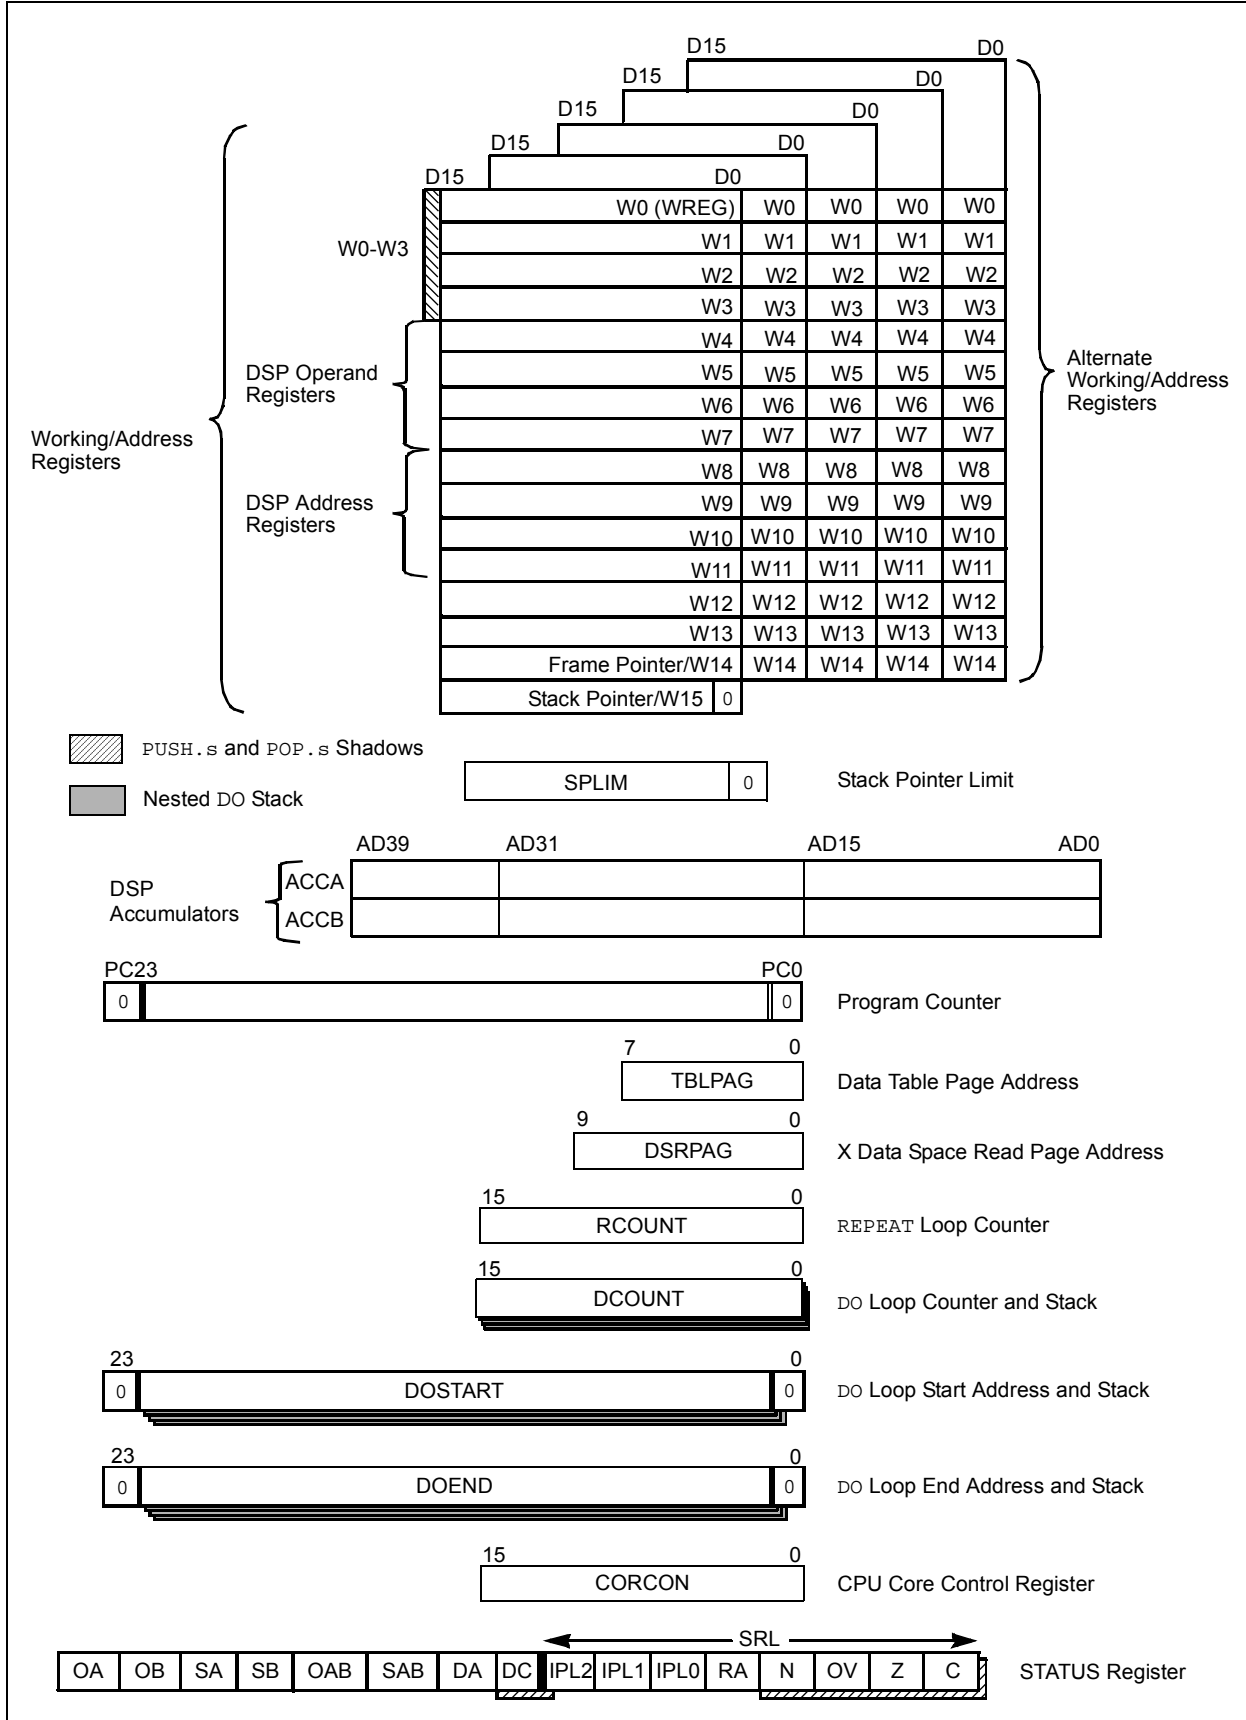 D15 D0
D15 D0
D15 D0
D15 D0
D15 D0
W0 (WREG) W0 W0 W0 W0
W0-W3
W1 W1 W1 W1 W1
W2 W2 W2 W2 W2
W3 W3 W3 W3 W3
W4 W4 W4 W4 W4
DSP Operand
Registers
W5 W5 W5 W5 W5
W6 W6 W6 W6 W6
W7 W7 W7 W7 W7
Alternate
Working/Address
Registers
Working/Address
Registers
W8 W8 W8 W8 W8
DSP Address
Registers
W9 W9 W9 W9 W9
W10 W10 W10 W10 W10
W11 W11 W11 W11 W11
W12 W12 W12 W12 W12
W13 W13 W13 W13 W13
Frame Pointer/W14 W14 W14 W14 W14
Stack Pointer/W15 0
PUSH.s and POP.s Shadows
Nested DO Stack
SPLIM 0 Stack Pointer Limit
AD39 AD31 AD15 AD0
DSP
Accumulators
ACCA
ACCB
PC23 PC0
0 0 Program Counter
7 0
TBLPAG Data Table Page Address
9 0
DSRPAG X Data Space Read Page Address
15 0
RCOUNT REPEAT Loop Counter
15 0
DCOUNT DO Loop Counter and Stack
23 0
0 DOSTART 0 DO Loop Start Address and Stack
23 0
0 DOEND 0 DO Loop End Address and Stack
15 0
CORCON CPU Core Control Register
SRL
OA OB SA SB OAB SAB DA DC IPL2 IPL1 IPL0 RA N OV Z C STATUS Register